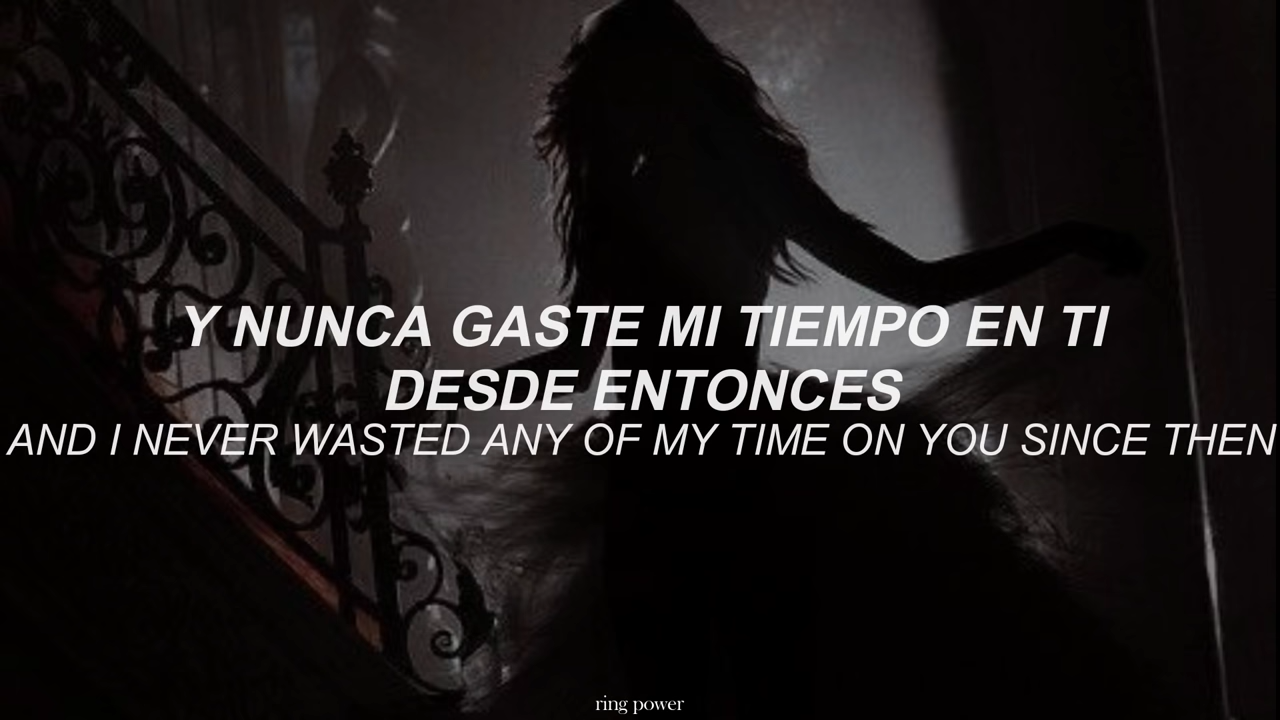 Y NUNCA GASTE MI TIEMPO EN TI
DESDE ENTONCES
AND I NEVER WASTED ANY OF MY TIME ON YOU SINCE THEN
ring power